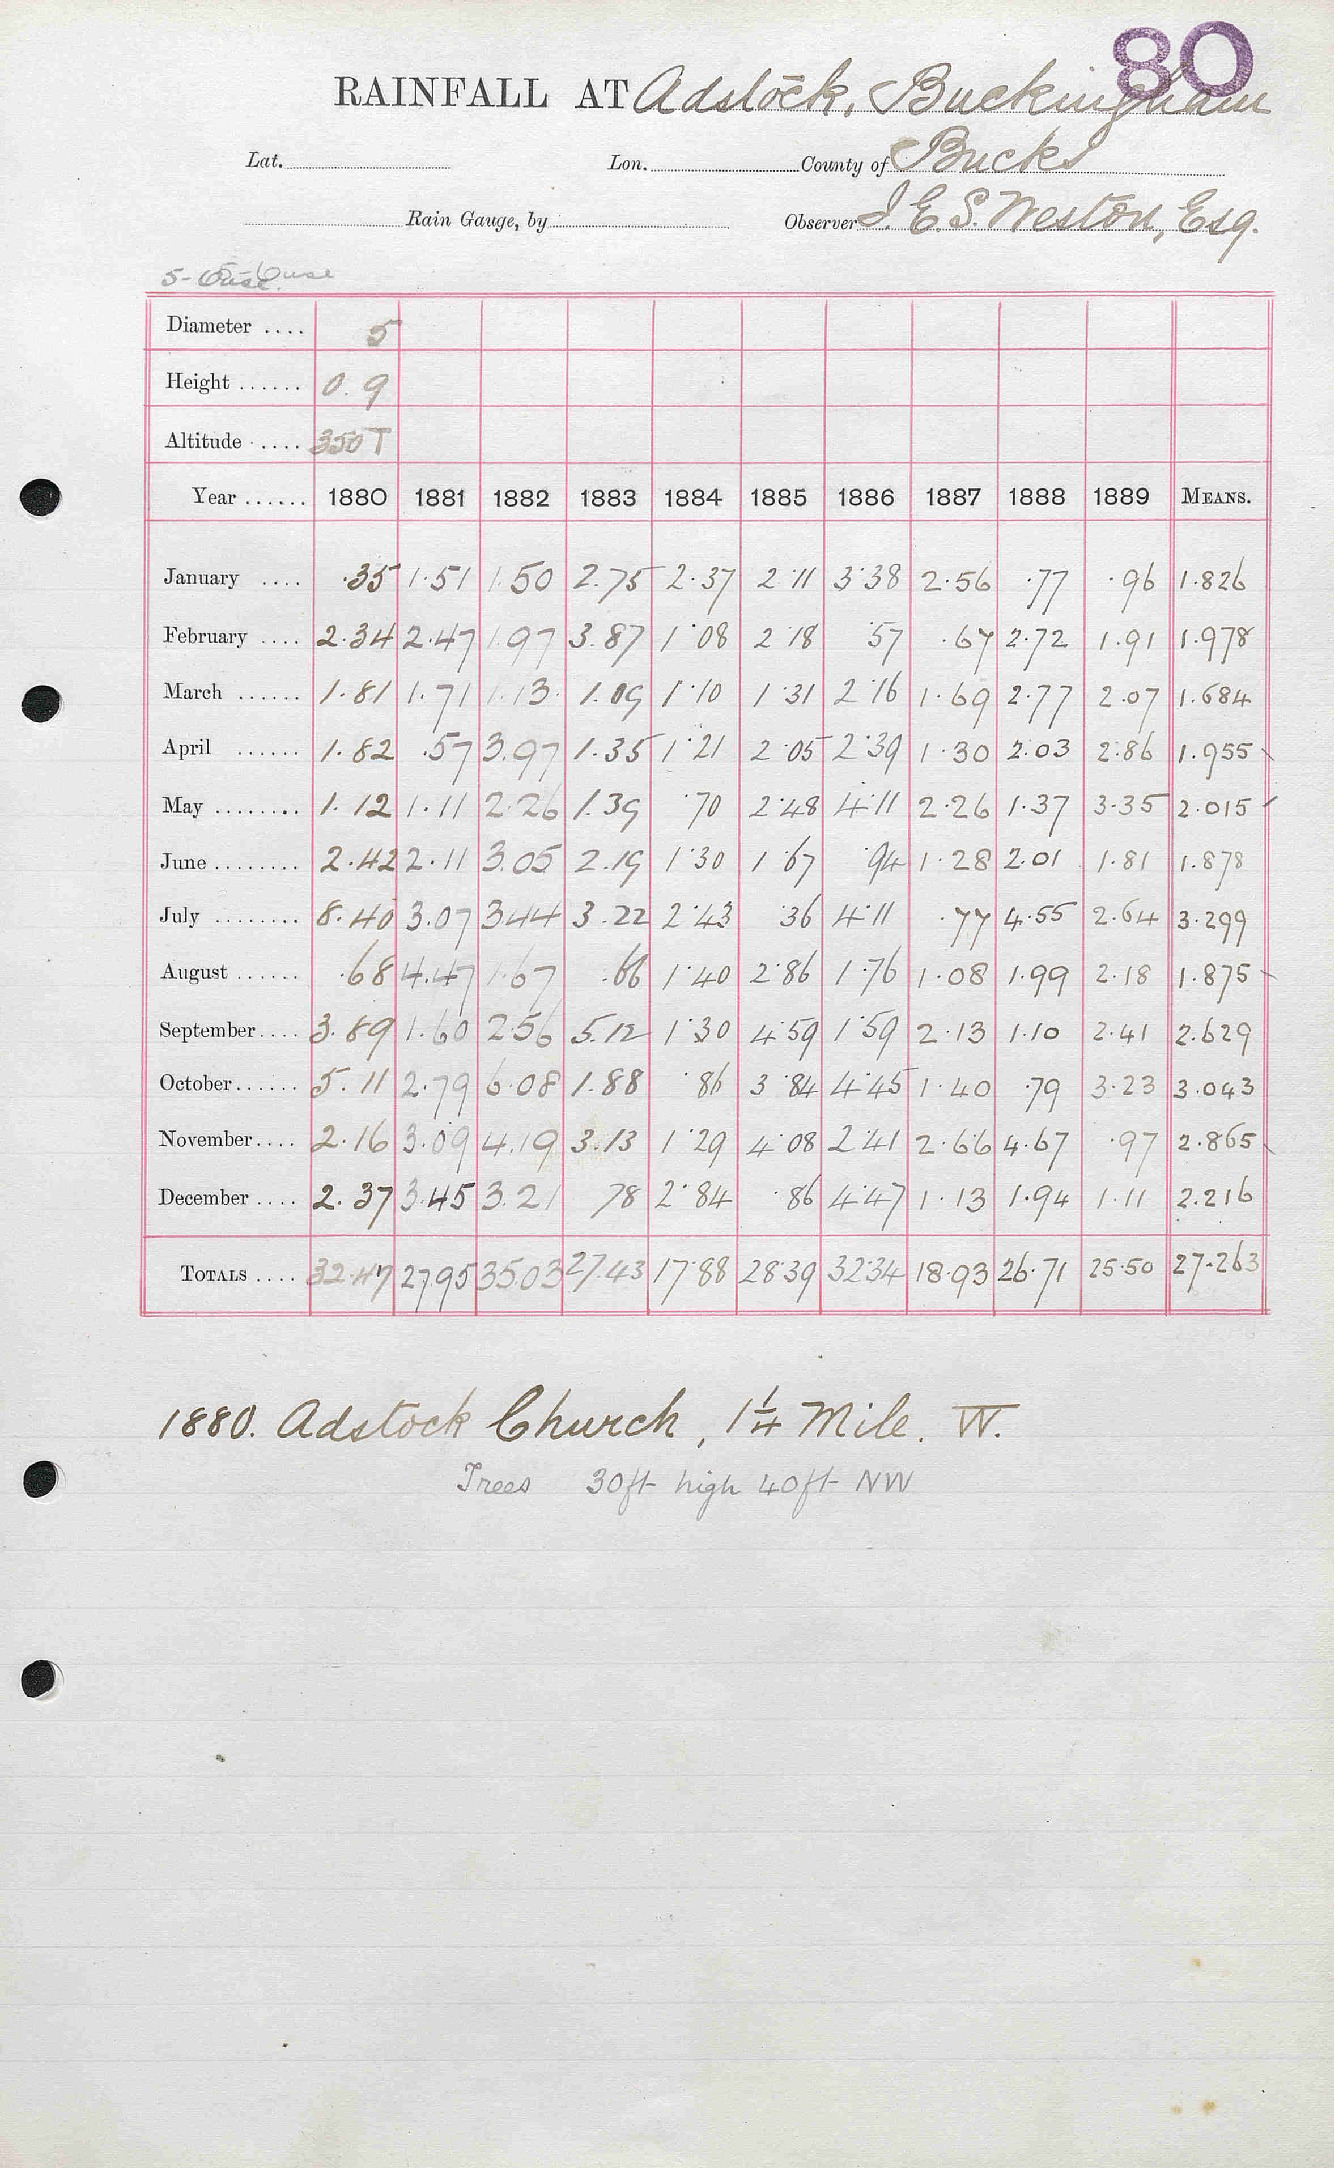 80
RAINFALL AT Adstock, Buckingham
Lat. Lon. County of Bucks
Rain Gauge, by Observer J. E. S. Weston, Esq.
5- Ouse
Diameter .... 5
Height ...... 0.9
Altitude .... 350 T
Year ...... 1880 1881 1882 1883 1884 1885 1886 1887 1888 1889 MEANS.
January .... .35 1.51 1.50 2.75 2.37 2.11 3.38 2.56 .77 .96 1.826
February .... 2.34 2.47 1.97 3.87 1.08 2.18 .57 .67 2.72 1.91 1.978
March ...... 1.81 1.71 1.13 1.09 1.10 1.31 2.16 1.69 2.77 2.07 1.684
April ...... 1.82 .57 3.97 1.35 1.21 2.05 2.39 1.30 2.03 2.86 1.955
May ........ 1.12 1.11 2.26 1.39 .70 2.48 4.11 2.26 1.37 3.35 2.015
June ........ 2.42 2.11 3.05 2.19 1.30 1.67 .94 1.28 2.01 1.81 1.878
July ........ 8.40 3.07 3.44 3.22 2.43 .36 4.11 .77 4.55 2.64 3.299
August ...... .68 4.47 1.67 .66 1.40 2.86 1.76 1.08 1.99 2.18 1.875
September .... 3.89 1.60 2.56 5.12 1.30 4.59 1.59 2.13 1.10 2.41 2.629
October ...... 5.11 2.79 6.08 1.88 .86 3.84 4.45 1.40 .79 3.23 3.043
November .... 2.16 3.09 4.19 3.13 1.29 4.08 2.41 2.66 4.67 .97 2.865
December .... 2.37 3.45 3.21 .78 2.84 .86 4.47 1.13 1.94 1.11 2.216
TOTALS .... 32.47 27.95 35.03 27.43 17.88 28.39 32.34 18.93 26.71 25.50 27.263
1880. Adstock Church, 1 1/4 Mile. W.
Trees 30ft high 40ft NW